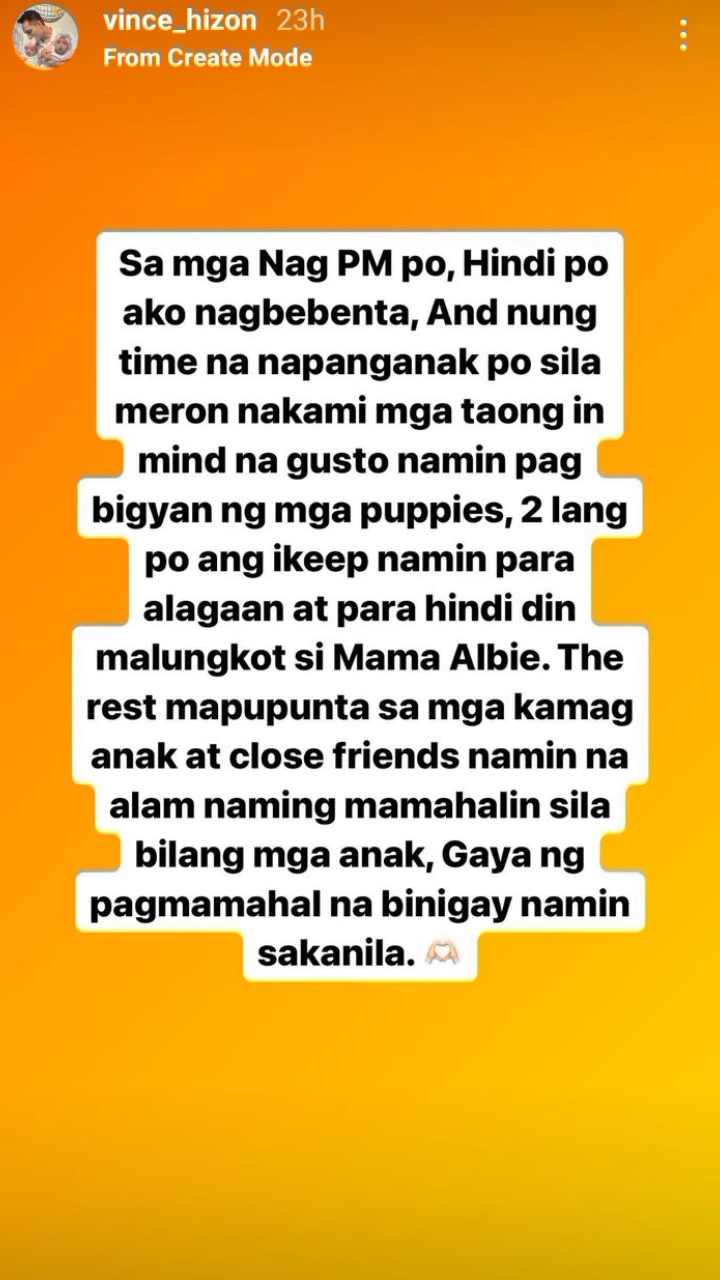 vince_hizon 23h
From Create Mode
Sa mga Nag PM po, Hindi po
ako nagbebenta, And nung
time na napanganak po sila
meron nakami mga taong in
mind na gusto namin pag
bigyan ng mga puppies, 2 lang
po ang ikeep namin para
alagaan at para hindi din
malungkot si Mama Albie. The
rest mapupunta sa mga kamag
anak at close friends namin na
alam naming mamahalin sila
bilang mga anak, Gaya ng
pagmamahal na binigay namin
sakanila. 🫶🏻